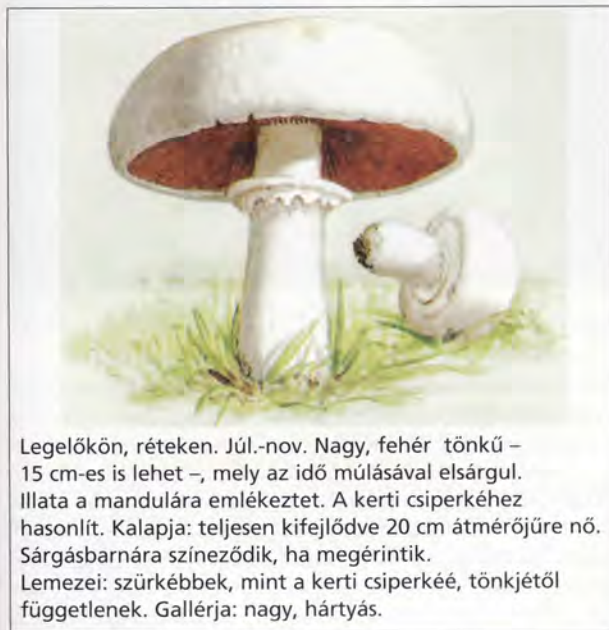 Legelőkön, réteken. Júl.-nov. Nagy, fehér tönkű –
15 cm-es is lehet –, mely az idő múlásával elsárgul.
Illata a mandulára emlékeztet. A kerti csiperkéhez
hasonlít. Kalapja: teljesen kifejlődve 20 cm átmérőjűre nő.
Sárgásbarnára színeződik, ha megérintik.
Lemezei: szürkébbek, mint a kerti csiperkéé, tönkjétől
függetlenek. Gallérja: nagy, hártyás.